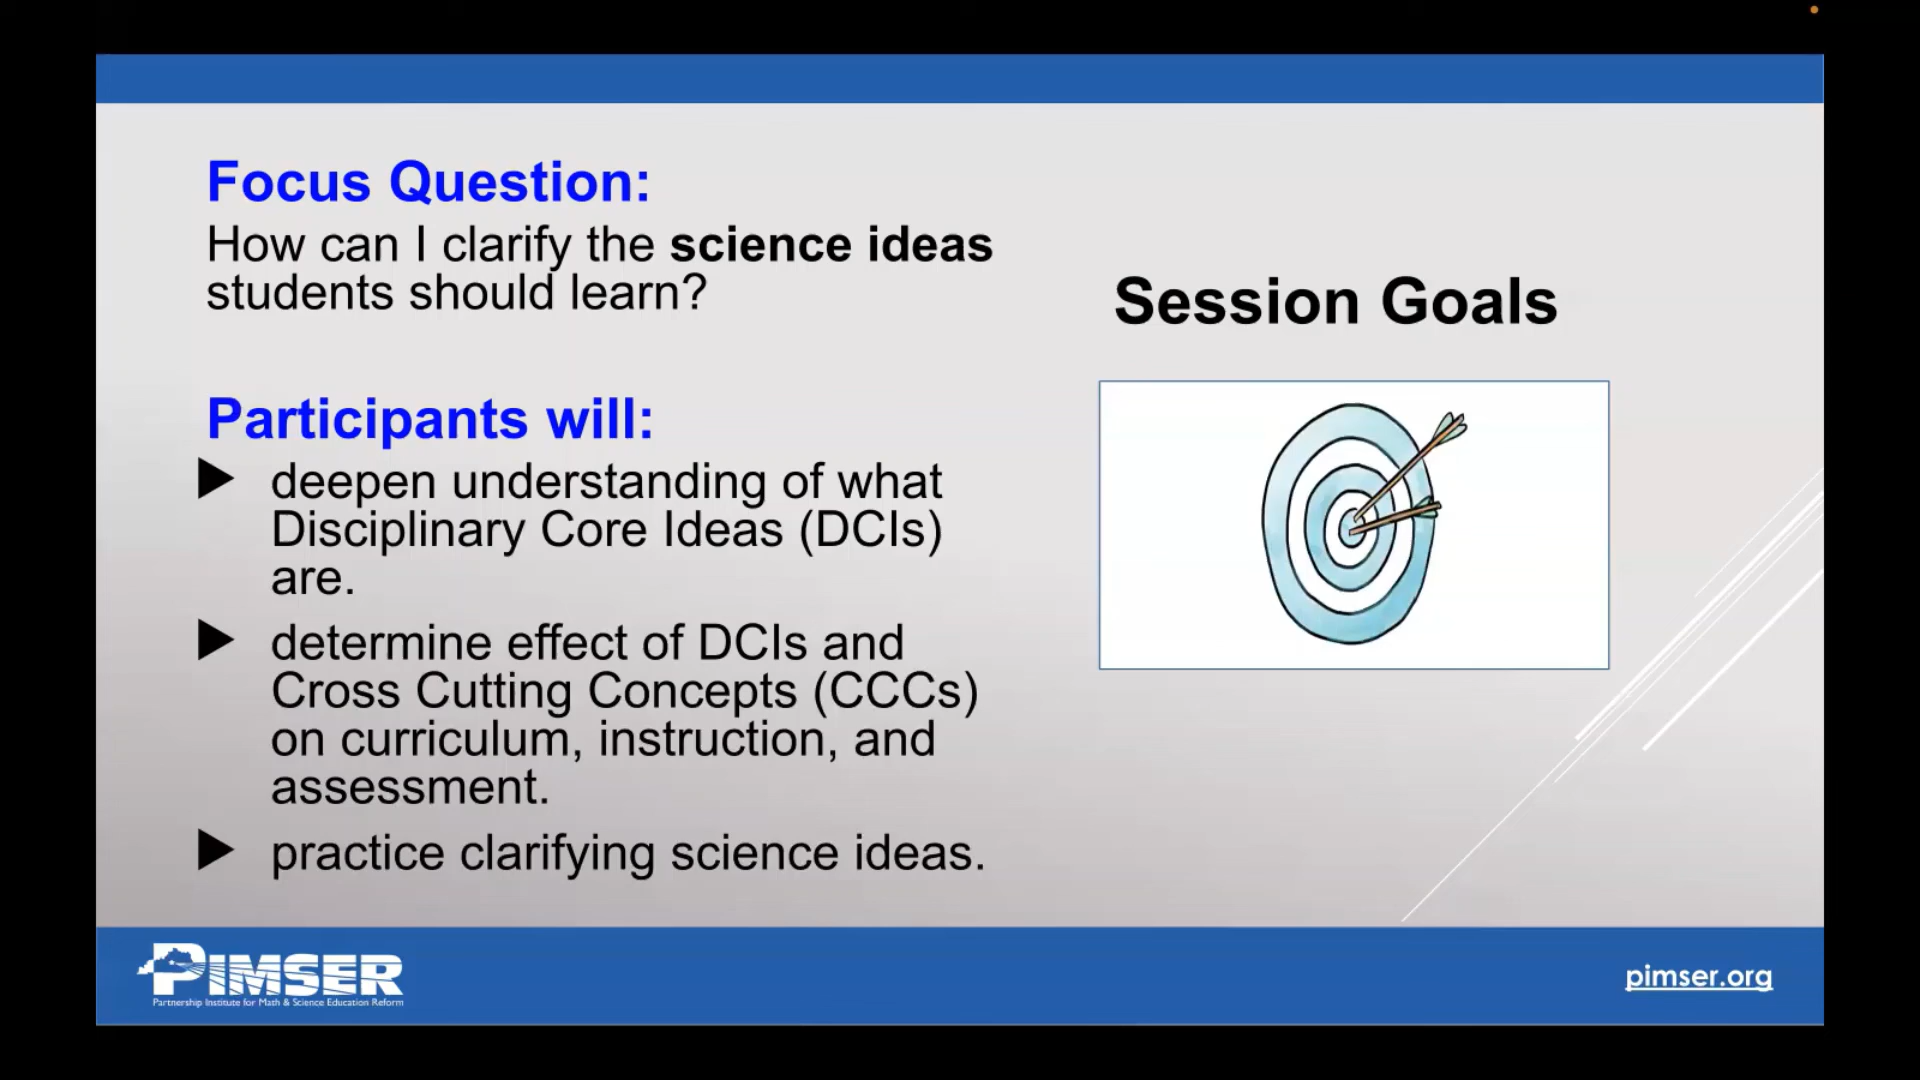 Focus Question:
How can I clarify the science ideas
students should learn?
Session Goals
Participants will:
deepen understanding of what
Disciplinary Core Ideas (DCIs)
are.
determine effect of DCIs and
Cross Cutting Concepts (CCCs)
on curriculum, instruction, and
assessment.
practice clarifying science ideas.
PIMSER
Partnership Institute for Math & Science Education Reform
pimser.org